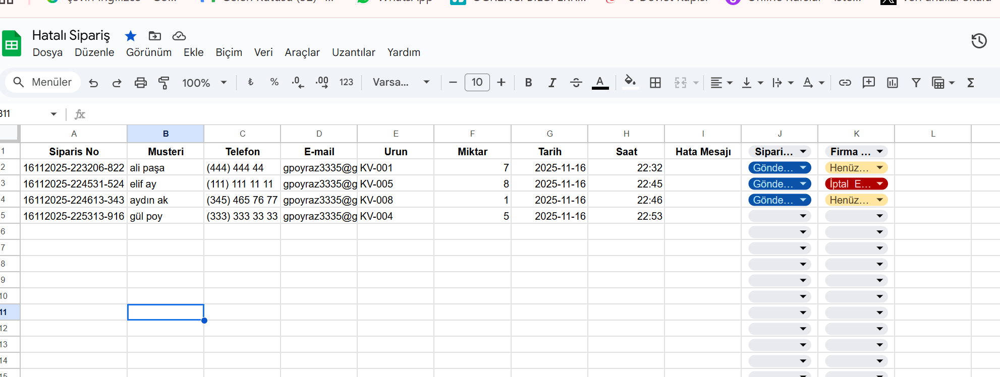 WhatsApp
Hatalı Sipariş
Dosya Düzenle Görünüm Ekle Biçim Veri Araçlar Uzantılar Yardım
Menüler 100% ₺ % .0 .00 123 Varsa... 10 B I A A Σ
fx
A B C D E F G H I J K L
1 Siparis No Musteri Telefon E-mail Urun Miktar Tarih Saat Hata Mesajı Sipari... Firma ...
2 16112025-223206-822 ali paşa (444) 444 44 gpoyraz3335@g KV-001 7 2025-11-16 22:32 Gönde... Henüz...
3 16112025-224531-524 elif ay (111) 111 11 11 gpoyraz3335@g KV-005 8 2025-11-16 22:45 Gönde... İptal E...
4 16112025-224613-343 aydın ak (345) 465 76 77 gpoyraz3335@g KV-008 1 2025-11-16 22:46 Gönde... Henüz...
5 16112025-225313-916 gül poy (333) 333 33 33 gpoyraz3335@g KV-004 5 2025-11-16 22:53
6
7
8
9
10
11
12
13
14
15